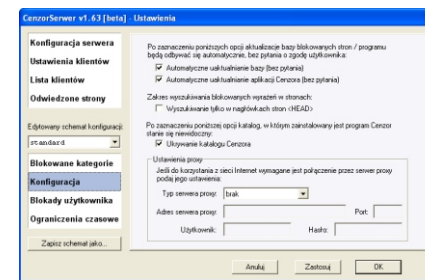 CenzorSerwer v1.63 [beta] - Ustawienia
Konfiguracja serwera
Ustawienia klientów
Lista klientów
Odwiedzone strony
Edytowany schemat konfiguracji:
standard
Blokowane kategorie
Konfiguracja
Blokady użytkownika
Ograniczenia czasowe
Zapisz schemat jako...
Po zaznaczeniu poniższych opcji aktualizacje bazy blokowanych stron / programu
będą odbywać się automatycznie, bez pytania o zgodę użytkownika:
Automatyczne uaktualnianie bazy (bez pytania)
Automatyczne uaktualnianie aplikacji Cenzora (bez pytania)
Zakres wyszukiwania blokowanych wyrażeń w stronach:
Wyszukiwanie tylko w nagłówkach stron <HEAD>
Po zaznaczeniu poniższej opcji katalog, w którym zainstalowany jest program Cenzor
stanie się niewidoczny:
Ukrywanie katalogu Cenzora
Ustawienia proxy
Jeśli do korzystania z sieci Internet wymagane jest połączenie przez serwer proxy
podaj jego ustawienia:
Typ serwera proxy: brak
Adres serwera proxy: Port:
Użytkownik: Hasło:
Anuluj Zastosuj OK